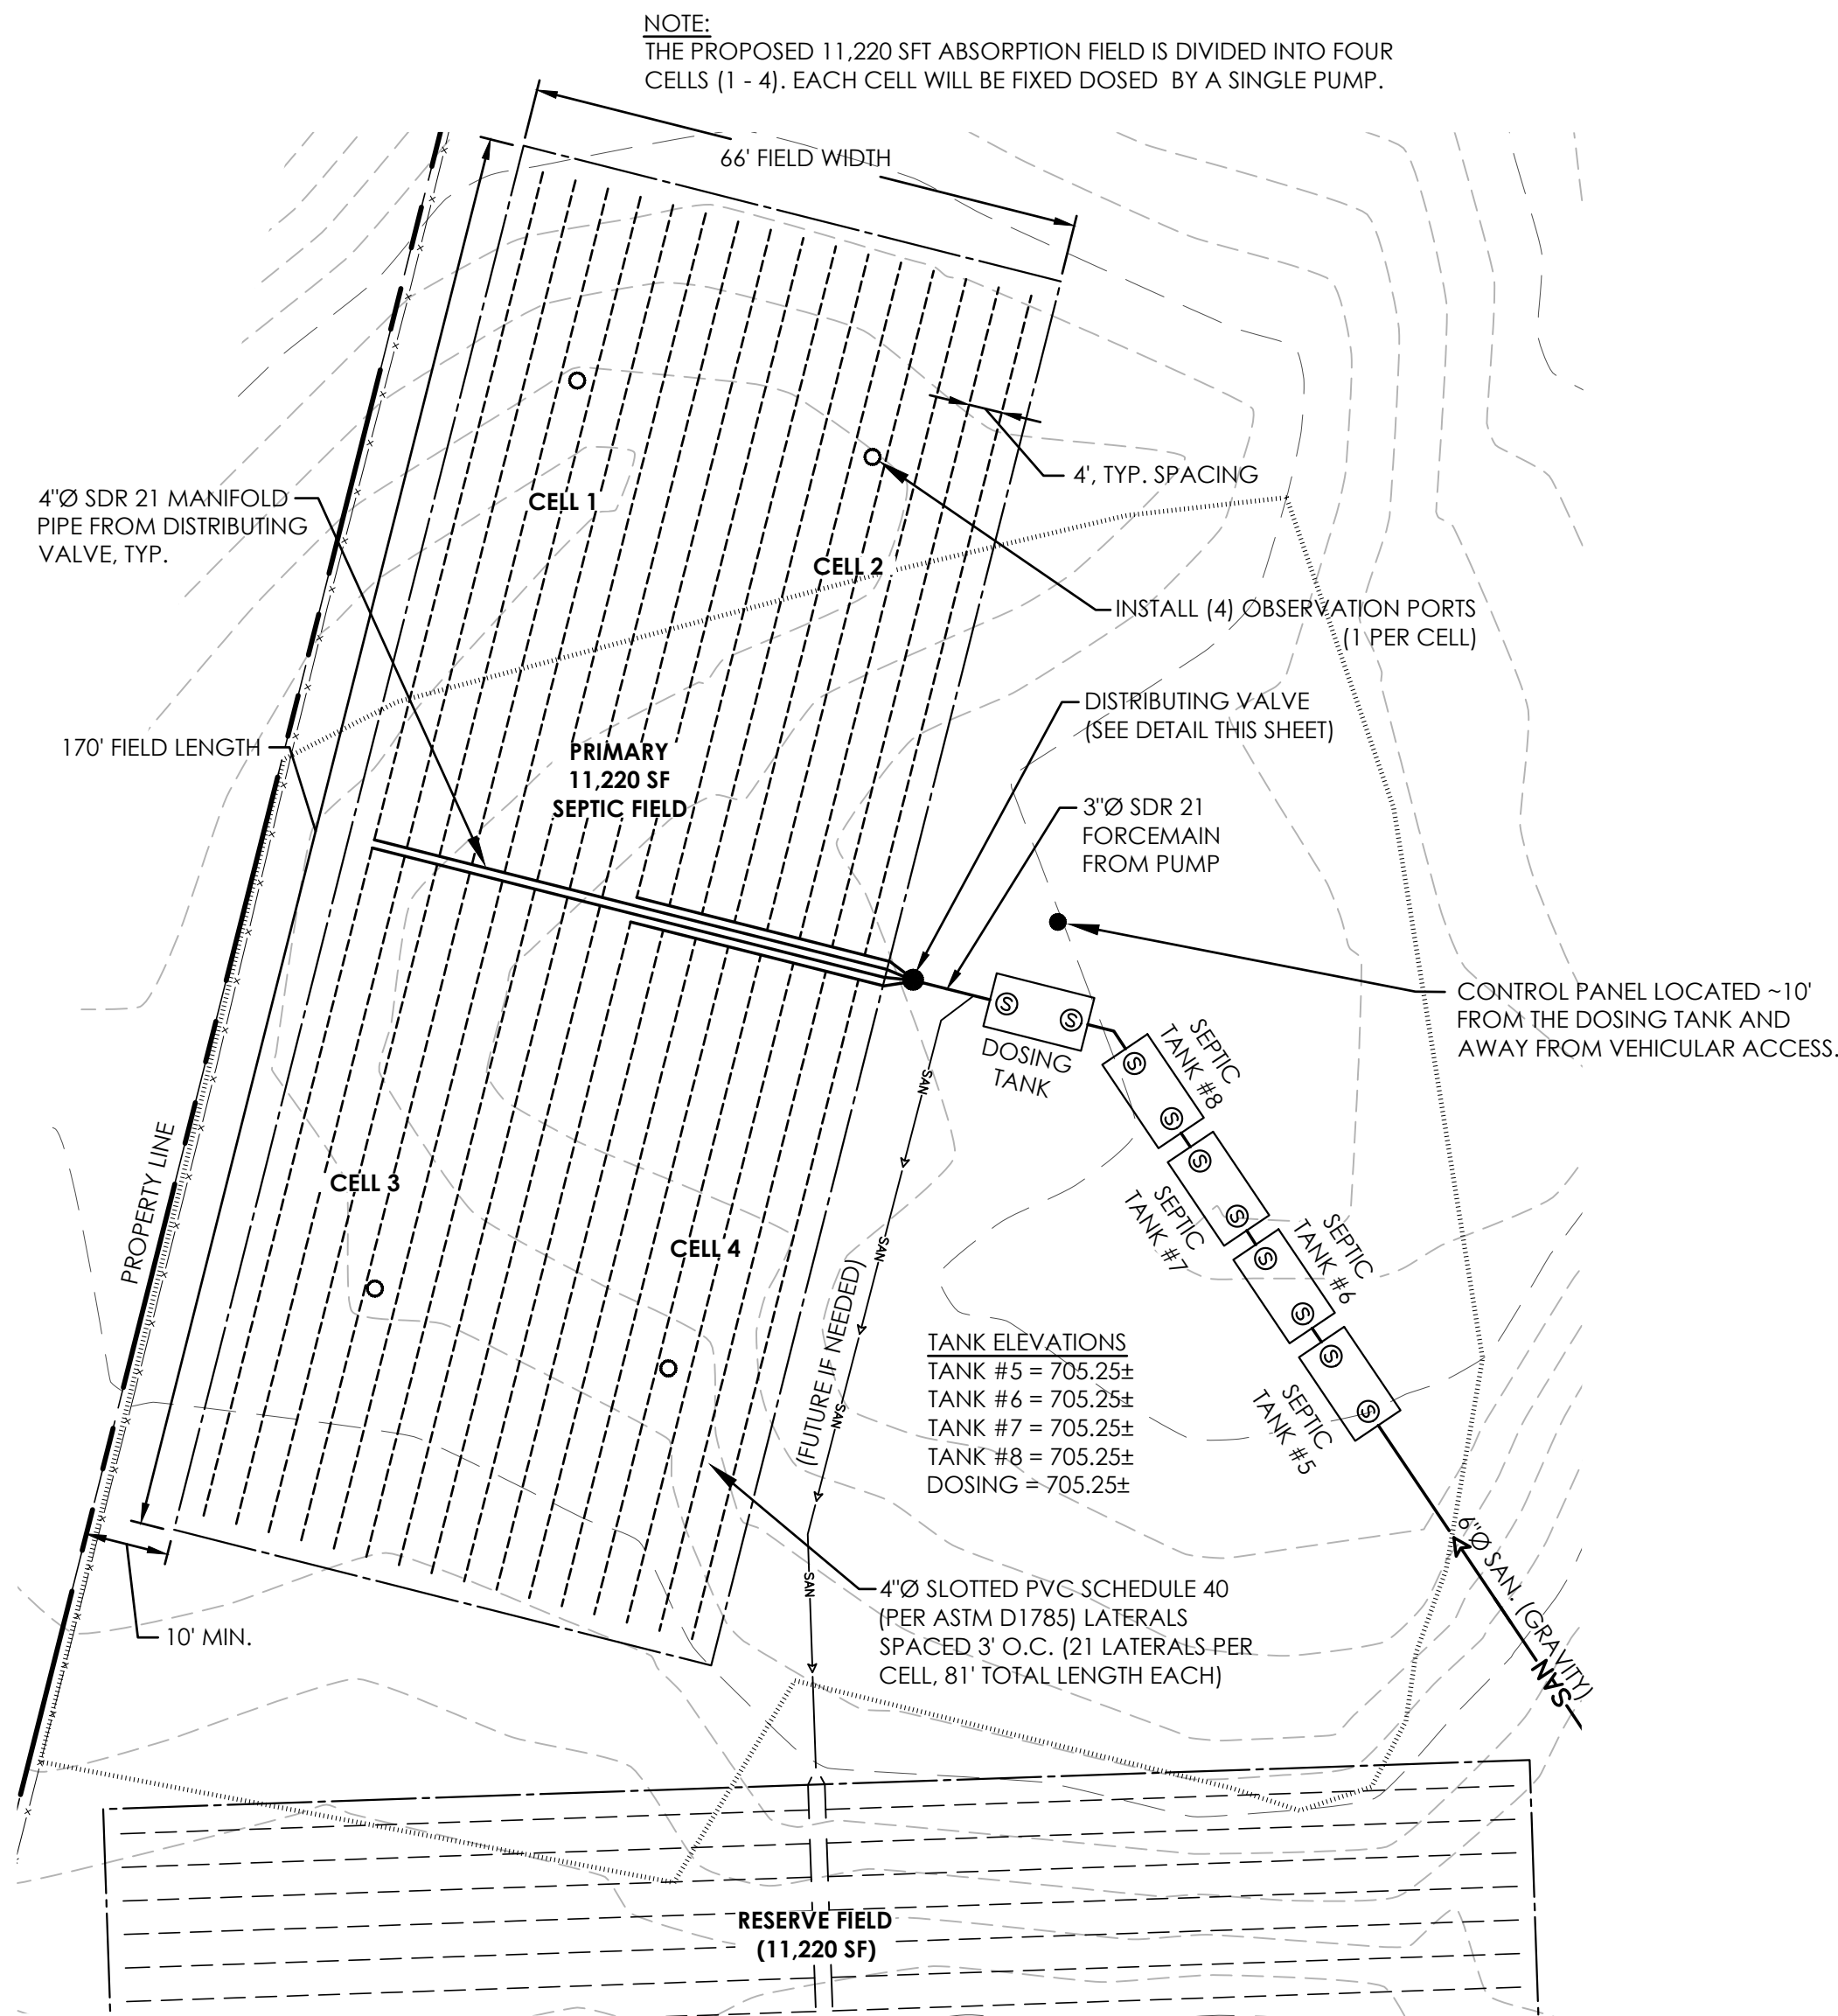 NOTE:
THE PROPOSED 11,220 SFT ABSORPTION FIELD IS DIVIDED INTO FOUR
CELLS (1 - 4). EACH CELL WILL BE FIXED DOSED BY A SINGLE PUMP.
66' FIELD WIDTH
4', TYP. SPACING
4"Ø SDR 21 MANIFOLD
PIPE FROM DISTRIBUTING
VALVE, TYP.
CELL 1
CELL 2
INSTALL (4) OBSERVATION PORTS
(1 PER CELL)
DISTRIBUTING VALVE
(SEE DETAIL THIS SHEET)
170' FIELD LENGTH
PRIMARY
11,220 SF
SEPTIC FIELD
3"Ø SDR 21
FORCEMAIN
FROM PUMP
CONTROL PANEL LOCATED ~10'
FROM THE DOSING TANK AND
AWAY FROM VEHICULAR ACCESS.
S
S
DOSING
TANK
S
S
SEPTIC
TANK #8
S
S
SEPTIC
TANK #7
S
S
SEPTIC
TANK #6
S
S
SEPTIC
TANK #5
PROPERTY LINE
CELL 3
CELL 4
SAN
SAN
SAN
SAN
(FUTURE IF NEEDED)
TANK ELEVATIONS
TANK #5 = 705.25±
TANK #6 = 705.25±
TANK #7 = 705.25±
TANK #8 = 705.25±
DOSING = 705.25±
6"Ø SAN. (GRAVITY)
SAN
4"Ø SLOTTED PVC SCHEDULE 40
(PER ASTM D1785) LATERALS
SPACED 3' O.C. (21 LATERALS PER
CELL, 81' TOTAL LENGTH EACH)
10' MIN.
RESERVE FIELD
(11,220 SF)